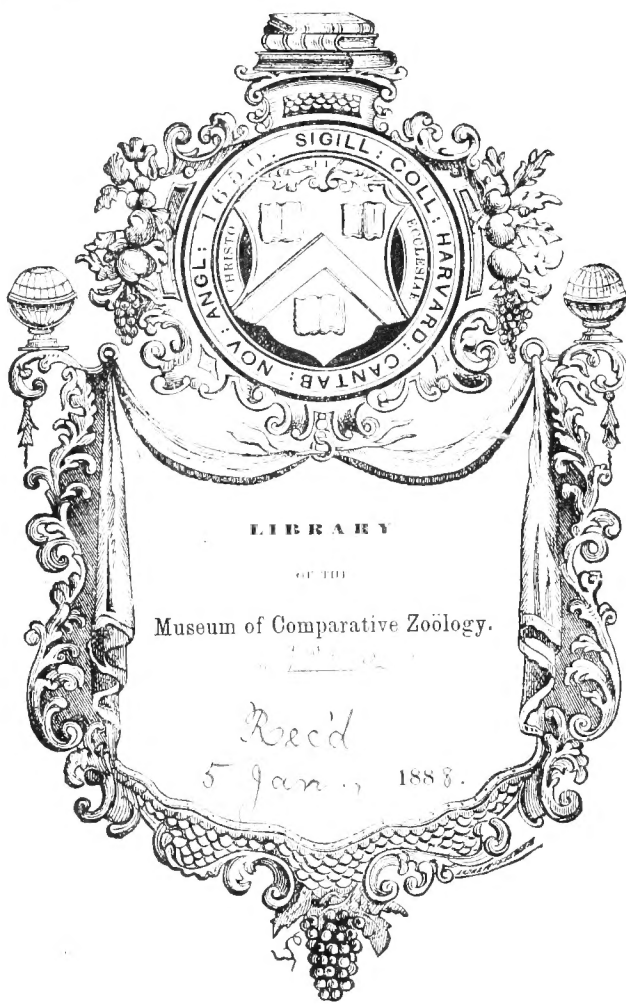 SIGILL: COLL: HARVARD: CANTAB: NOV: ANGL: 1650.
CHRISTO
ECCLESIAE
LIBRARY
OF THE
Museum of Comparative Zoölogy.
Rec'd
5 Jan., 1888.